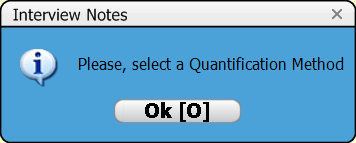 Interview Notes
Please, select a Quantification Method
Ok [O]